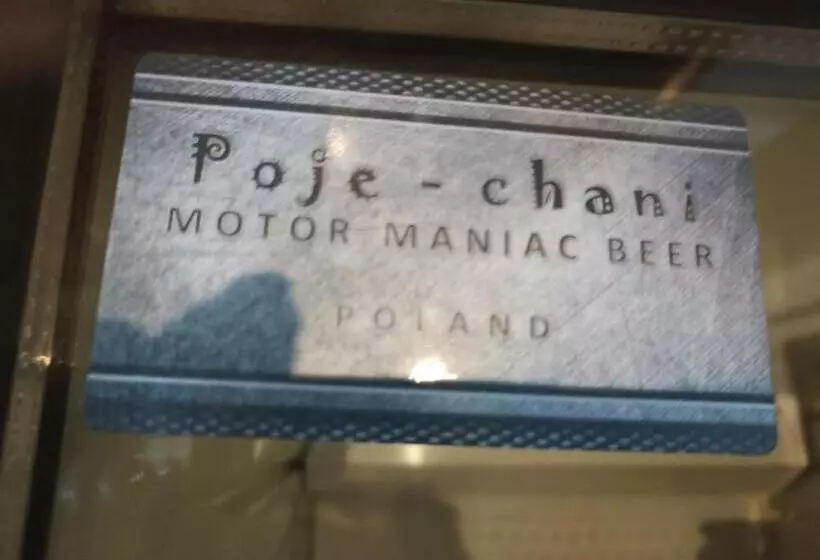 Poje - chani
MOTOR MANIAC BEER
POLAND